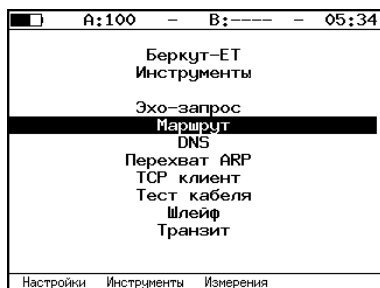 A:100 – B:---- – 05:34
Беркут-ЕТ
Инструменты
Эхо-запрос
Маршрут
DNS
Перехват ARP
TCP клиент
Тест кабеля
Шлейф
Транзит
Настройки Инструменты Измерения